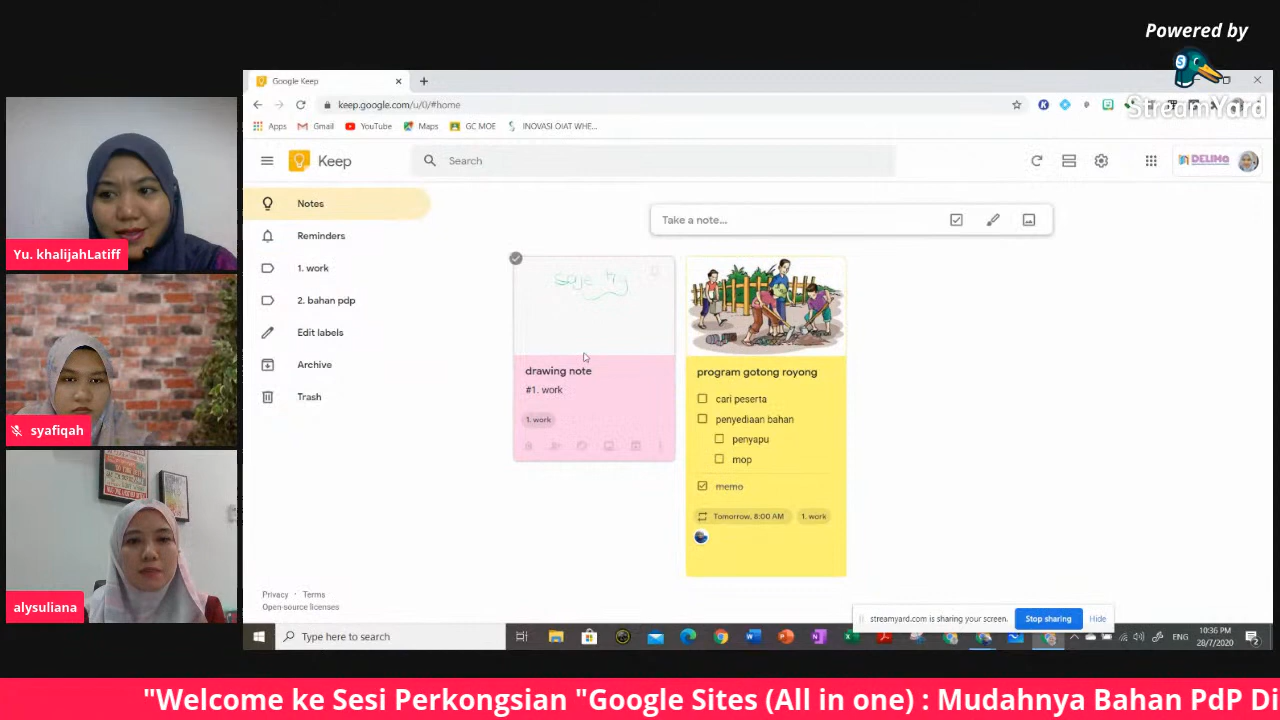 Powered by
StreamYard
Google Keep
keep.google.com/u/0/#home
Apps
Gmail
YouTube
Maps
GC MOE
INOVASI OIAT WHE...
Keep
Search
DELIMa
Notes
Reminders
1. work
2. bahan pdp
Edit labels
Archive
Trash
Take a note...
drawing note
#1. work
1. work
program gotong royong
cari peserta
penyediaan bahan
penyapu
mop
memo
Tomorrow, 8:00 AM
1. work
Privacy · Terms
Open-source licenses
streamyard.com is sharing your screen.
Stop sharing
Hide
Type here to search
ENG
10:36 PM
28/7/2020
2
Yu. khalijahLatiff
syafiqah
alysuliana
"Welcome ke Sesi Perkongsian "Google Sites (All in one) : Mudahnya Bahan PdP Di